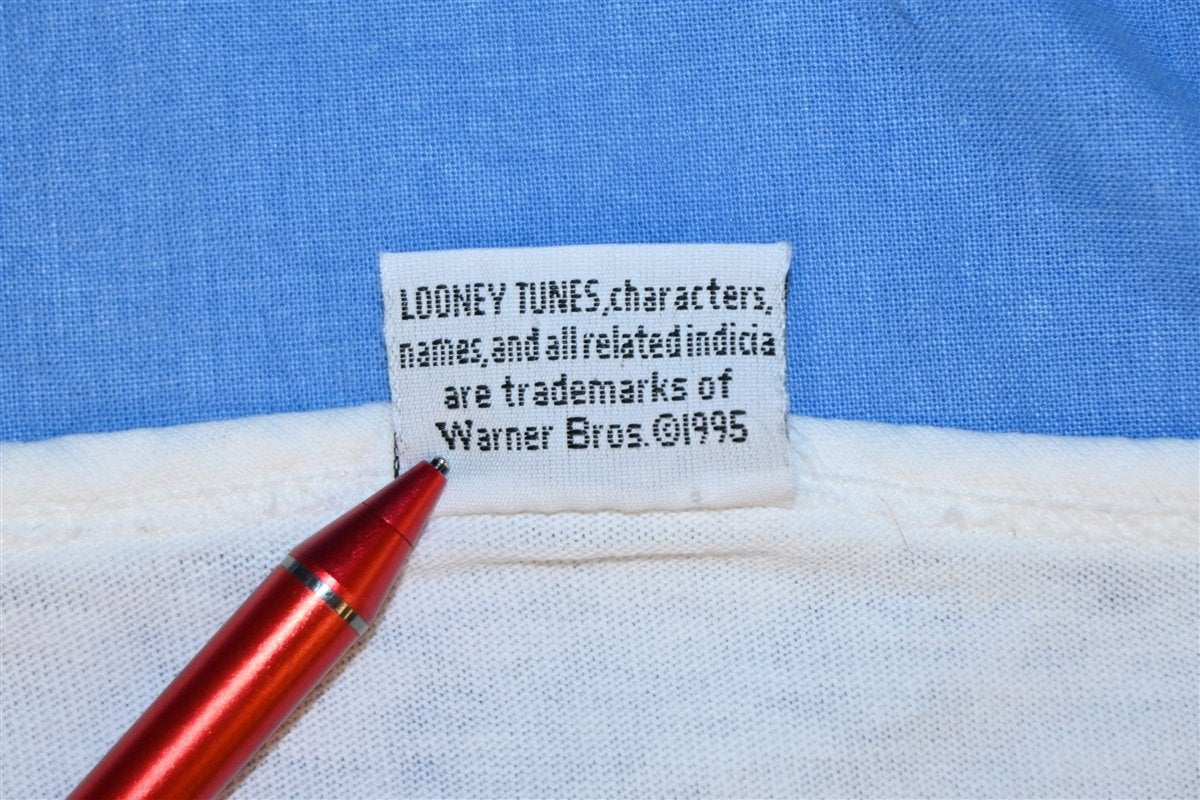 LOONEY TUNES, characters,
names, and all related indicia
are trademarks of
Warner Bros. ©1995